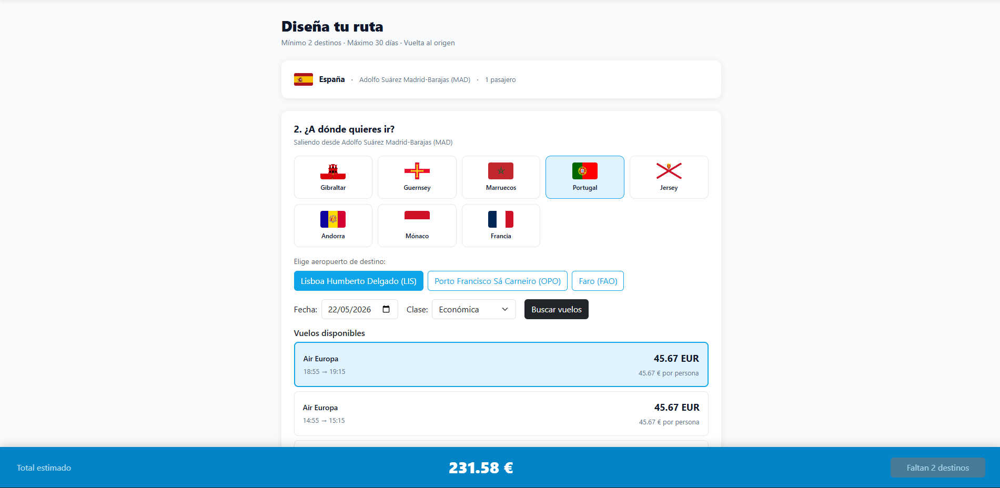 Diseña tu ruta
Mínimo 2 destinos · Máximo 30 días · Vuelta al origen
España · Adolfo Suárez Madrid-Barajas (MAD) · 1 pasajero
2. ¿A dónde quieres ir?
Saliendo desde Adolfo Suárez Madrid-Barajas (MAD)
Gibraltar
Guernsey
Marruecos
Portugal
Jersey
Andorra
Mónaco
Francia
Elige aeropuerto de destino:
Lisboa Humberto Delgado (LIS)
Porto Francisco Sá Carneiro (OPO)
Faro (FAO)
Fecha: 22/05/2026 Clase: Económica Buscar vuelos
Vuelos disponibles
Air Europa
18:55 → 19:15
45.67 EUR
45.67 € por persona
Air Europa
14:55 → 15:15
45.67 EUR
45.67 € por persona
Total estimado
231.58 €
Faltan 2 destinos